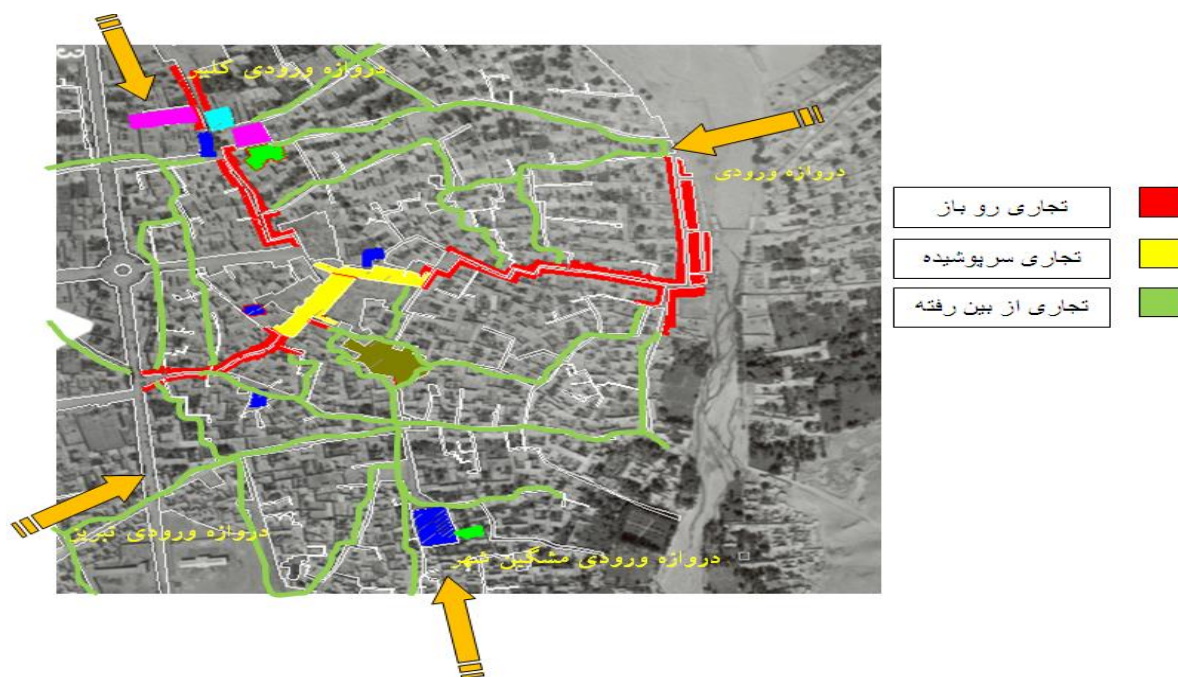 دروازه ورودی کلیبر
دروازه ورودی
دروازه ورودی تبریز
دروازه ورودی مشگین شهر
تجاری رو باز
تجاری سرپوشیده
تجاری از بین رفته